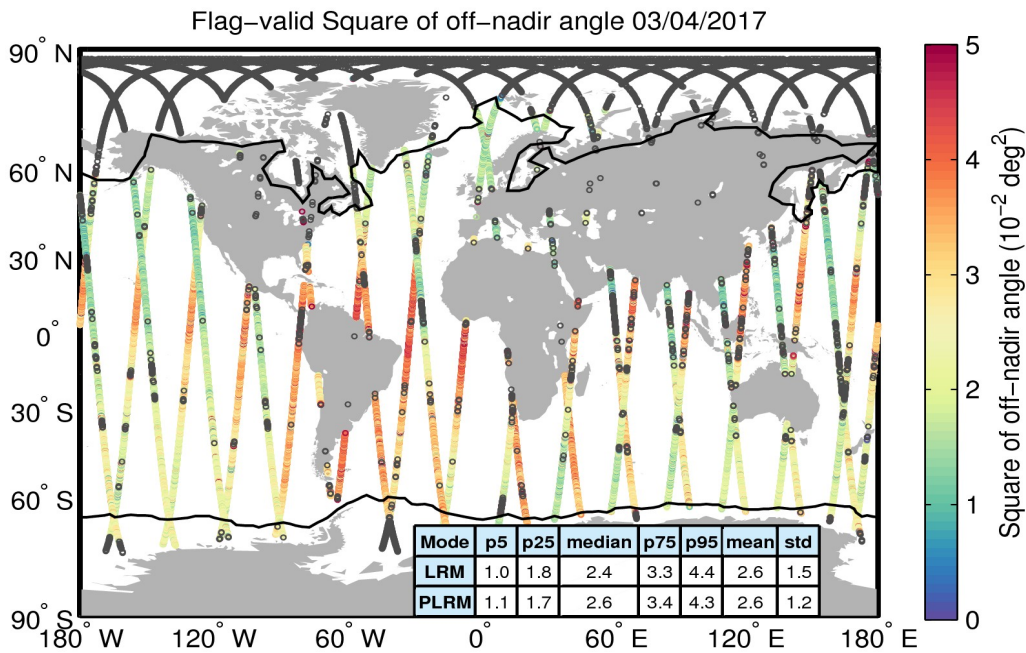 Flag−valid Square of off−nadir angle 03/04/2017
90° N
60° N
30° N
0°
30° S
60° S
90° S
180° W
120° W
60° W
0°
60° E
120° E
180° E
Mode p5 p25 median p75 p95 mean std
LRM 1.0 1.8 2.4 3.3 4.4 2.6 1.5
PLRM 1.1 1.7 2.6 3.4 4.3 2.6 1.2
5
4
3
2
1
0
Square of off−nadir angle (10⁻² deg²)